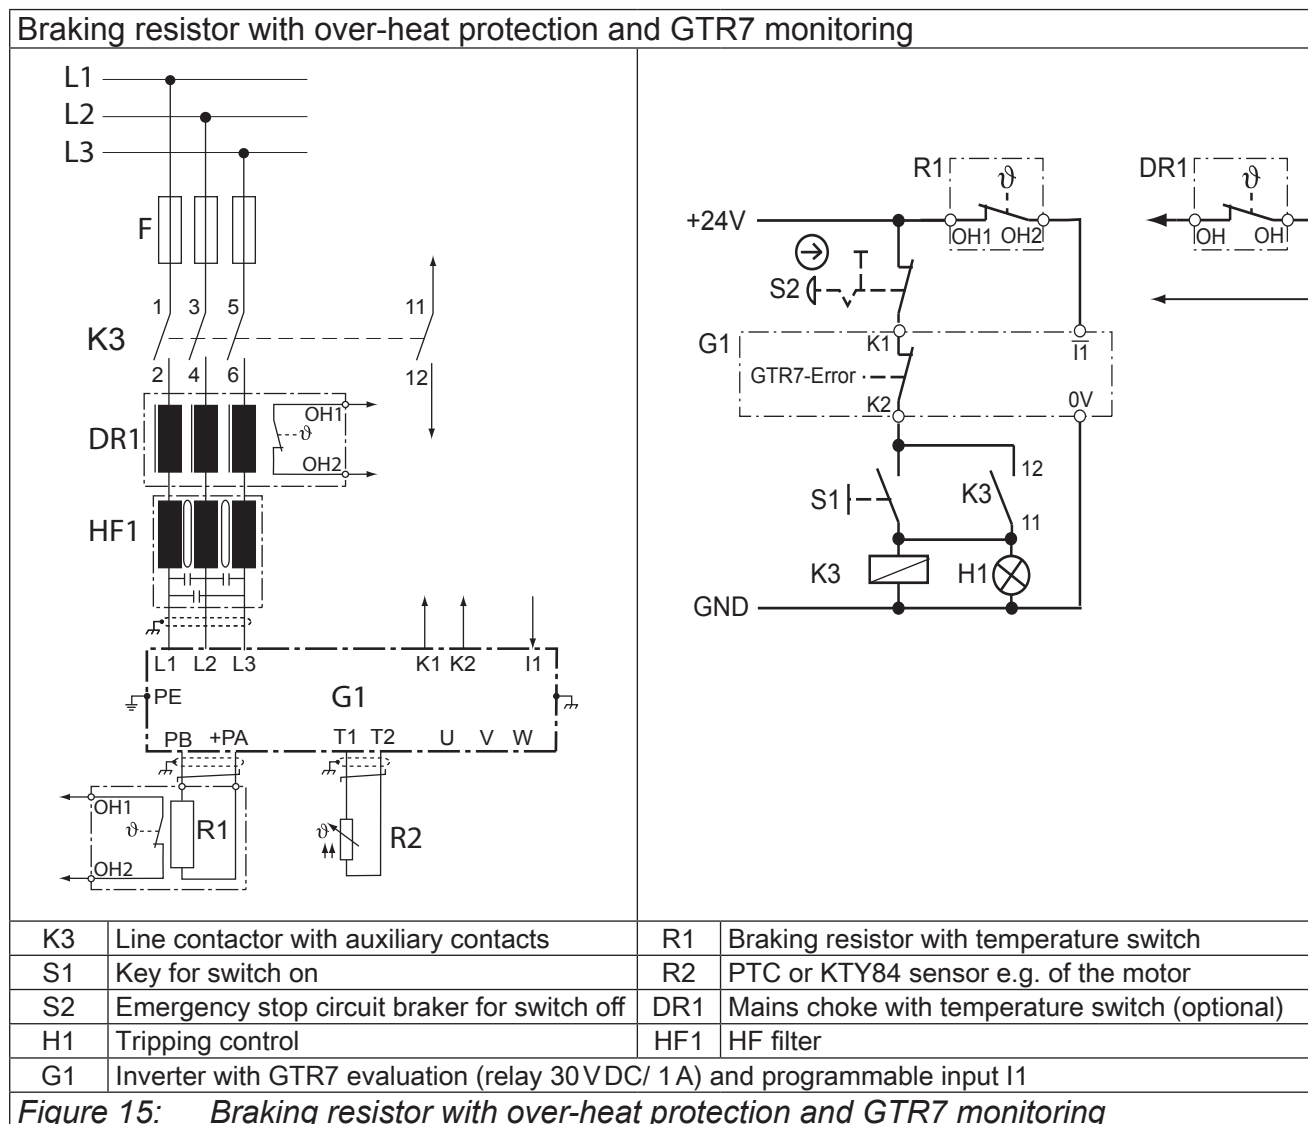 Braking resistor with over-heat protection and GTR7 monitoring
L1
L2
L3
F
1 3 5 11
K3
2 4 6 12
DR1
OH1
ϑ
OH2
HF1
L1 L2 L3 K1 K2 I1
PE
G1
PB +PA T1 T2 U V W
OH1
ϑ
R1
OH2
ϑ
R2
R1
ϑ
DR1
ϑ
+24V
OH1 OH2
OH OH
S2
G1
K1
I1
GTR7-Error
K2
0V
12
S1
K3
11
K3
H1
GND
K3 Line contactor with auxiliary contacts R1 Braking resistor with temperature switch
S1 Key for switch on R2 PTC or KTY84 sensor e.g. of the motor
S2 Emergency stop circuit braker for switch off DR1 Mains choke with temperature switch (optional)
H1 Tripping control HF1 HF filter
G1 Inverter with GTR7 evaluation (relay 30 V DC/ 1 A) and programmable input I1
Figure 15: Braking resistor with over-heat protection and GTR7 monitoring